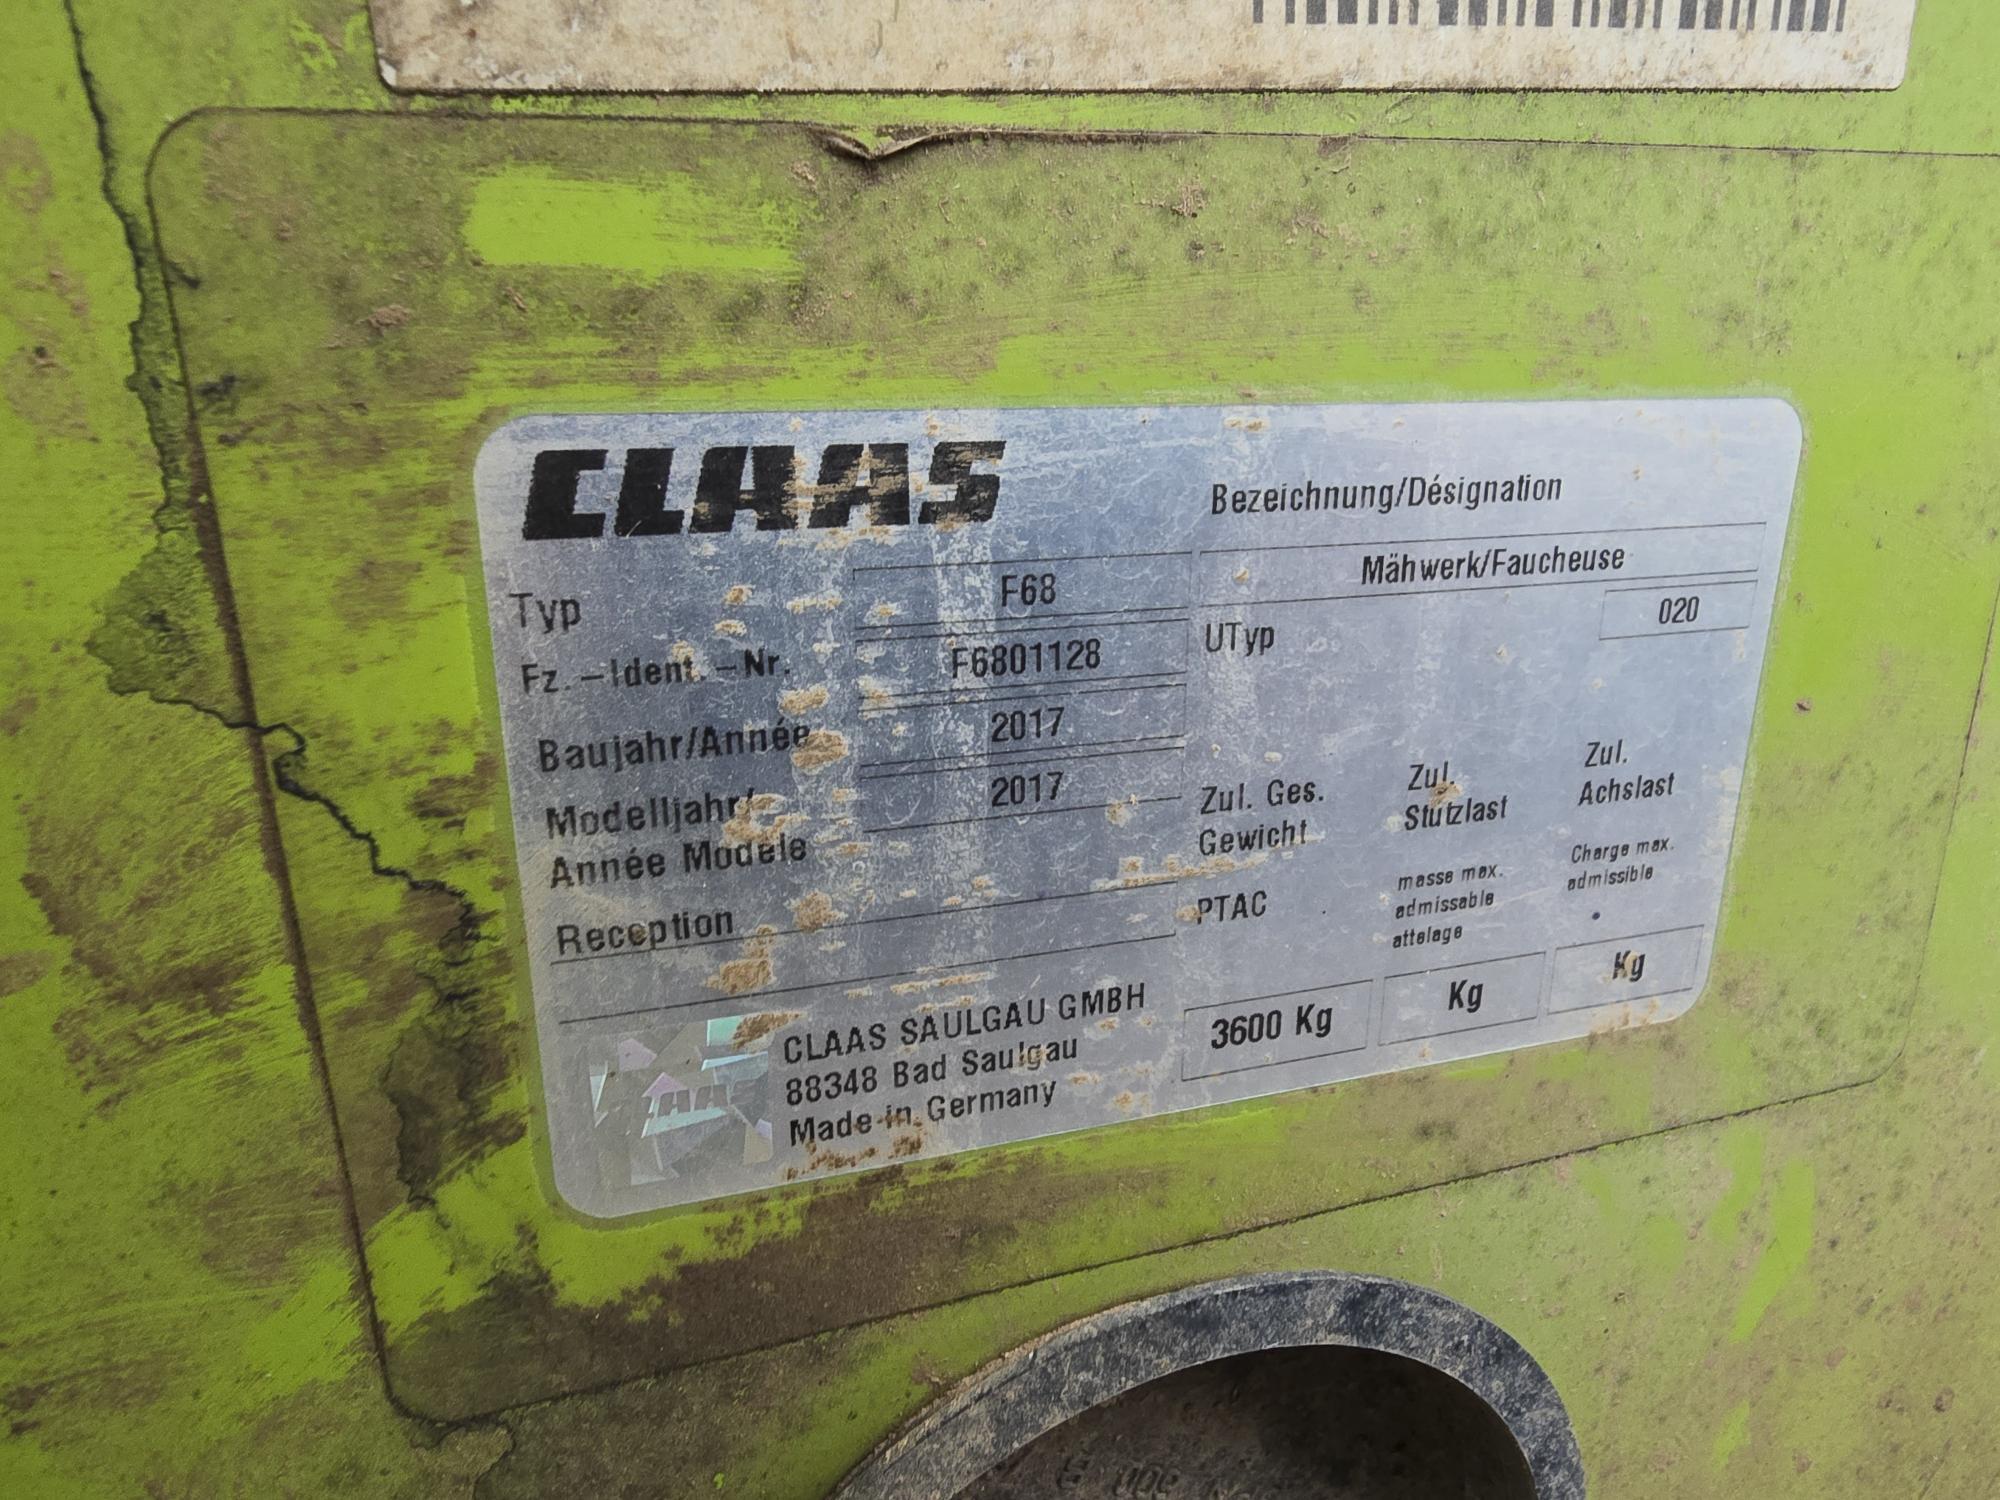 CLAAS
Bezeichnung/Désignation
Mähwerk/Faucheuse
Typ F68
UTyp 020
Fz.-Ident.-Nr. F6801128
Baujahr/Année 2017
Modelljahr/
Année Modèle 2017
Reception
Zul. Ges.
Gewicht
PTAC
3600 Kg
Zul.
Stützlast
masse max.
admissable
attelage
Kg
Zul.
Achslast
Charge max.
admissible
Kg
CLAAS SAULGAU GMBH
88348 Bad Saulgau
Made in Germany